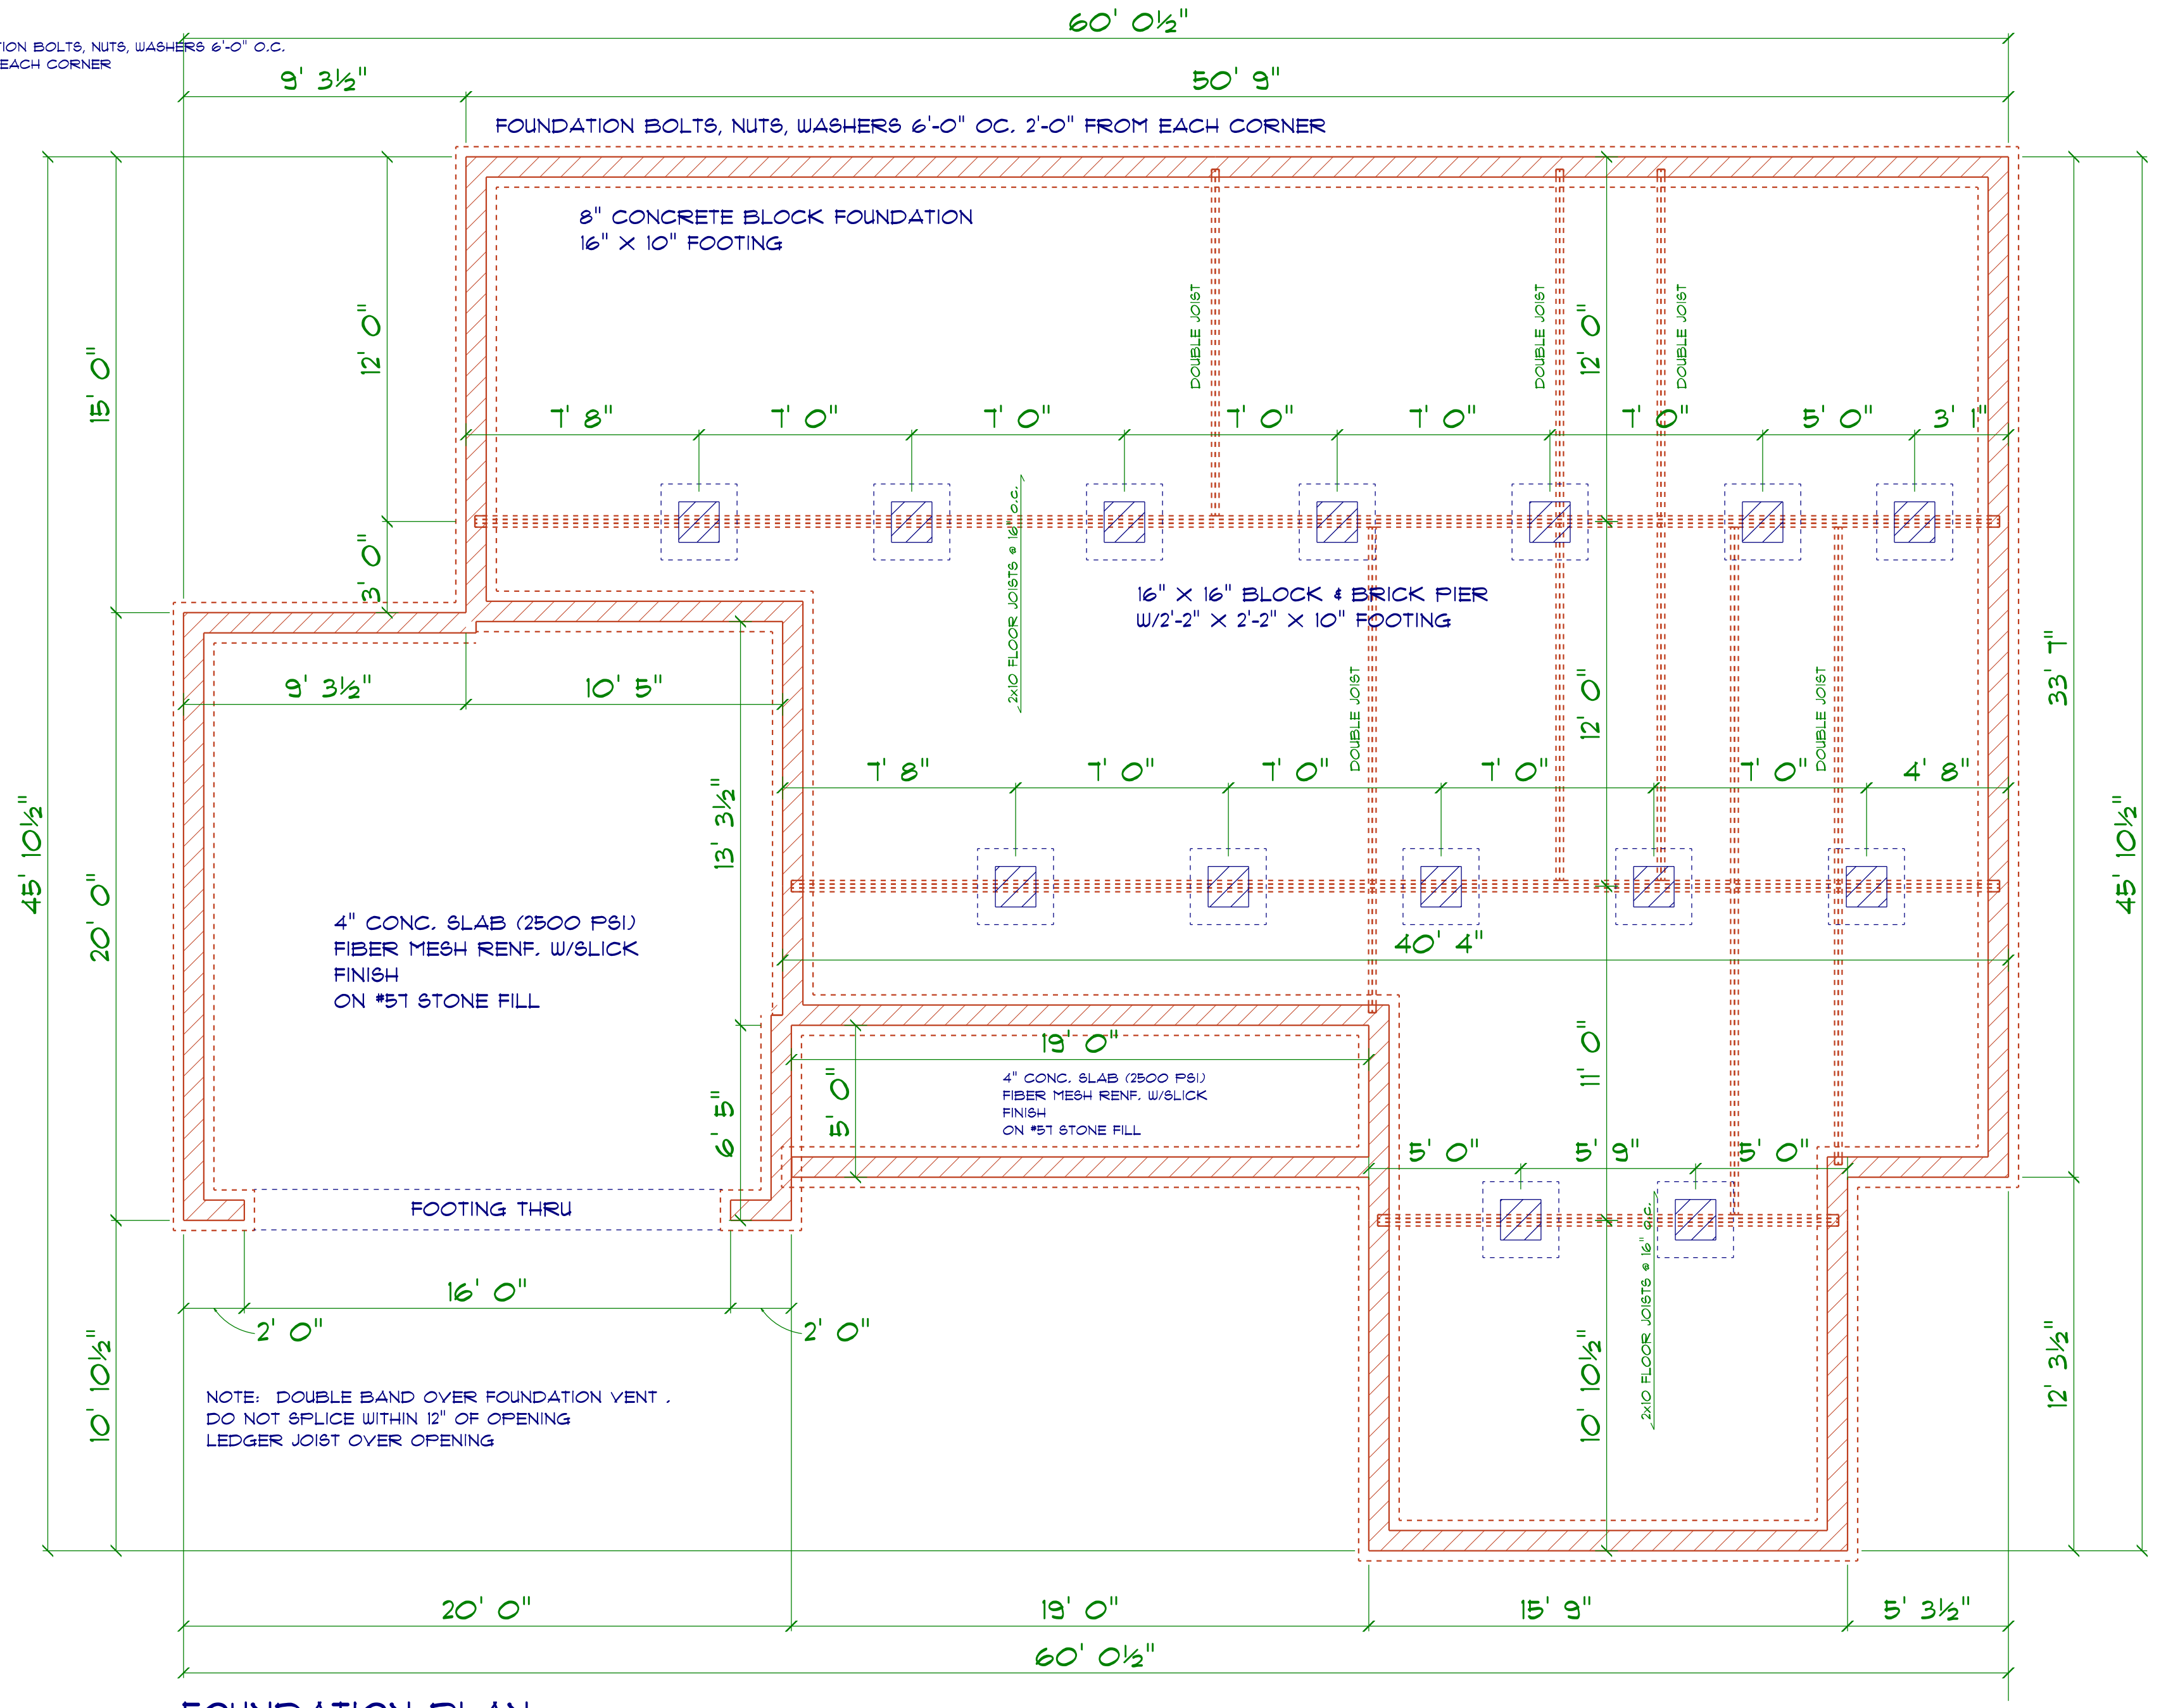 60' 0½"
ION BOLTS, NUTS, WASHERS 6'-0" O.C.
EACH CORNER
9' 3½"
50' 9"
FOUNDATION BOLTS, NUTS, WASHERS 6'-0" OC. 2'-0" FROM EACH CORNER
8" CONCRETE BLOCK FOUNDATION
16" X 10" FOOTING
DOUBLE JOIST
DOUBLE JOIST
DOUBLE JOIST
12' 0"
12' 0"
15' 0"
7' 8"
7' 0"
7' 0"
7' 0"
7' 0"
7' 0"
5' 0"
3' 1"
3' 0"
2x10 FLOOR JOISTS @ 16" O.C.
16" X 16" BLOCK & BRICK PIER
W/2'-2" X 2'-2" X 10" FOOTING
33' 7"
9' 3½"
10' 5"
12' 0"
DOUBLE JOIST
DOUBLE JOIST
7' 8"
7' 0"
7' 0"
7' 0"
7' 0"
4' 8"
45' 10½"
20' 0"
13' 3½"
45' 10½"
4" CONC. SLAB (2500 PSI)
FIBER MESH RENF. W/SLICK
FINISH
ON #57 STONE FILL
40' 4"
19' 0"
11' 0"
6' 5"
5' 0"
4" CONC. SLAB (2500 PSI)
FIBER MESH RENF. W/SLICK
FINISH
ON #57 STONE FILL
5' 0"
5' 9"
5' 0"
FOOTING THRU
16' 0"
2' 0"
2' 0"
10' 10½"
10' 10½"
2x10 FLOOR JOISTS @ 16" O.C.
12' 3½"
NOTE: DOUBLE BAND OVER FOUNDATION VENT .
DO NOT SPLICE WITHIN 12" OF OPENING
LEDGER JOIST OVER OPENING
20' 0"
19' 0"
15' 9"
5' 3½"
60' 0½"
FOUNDATION PLAN